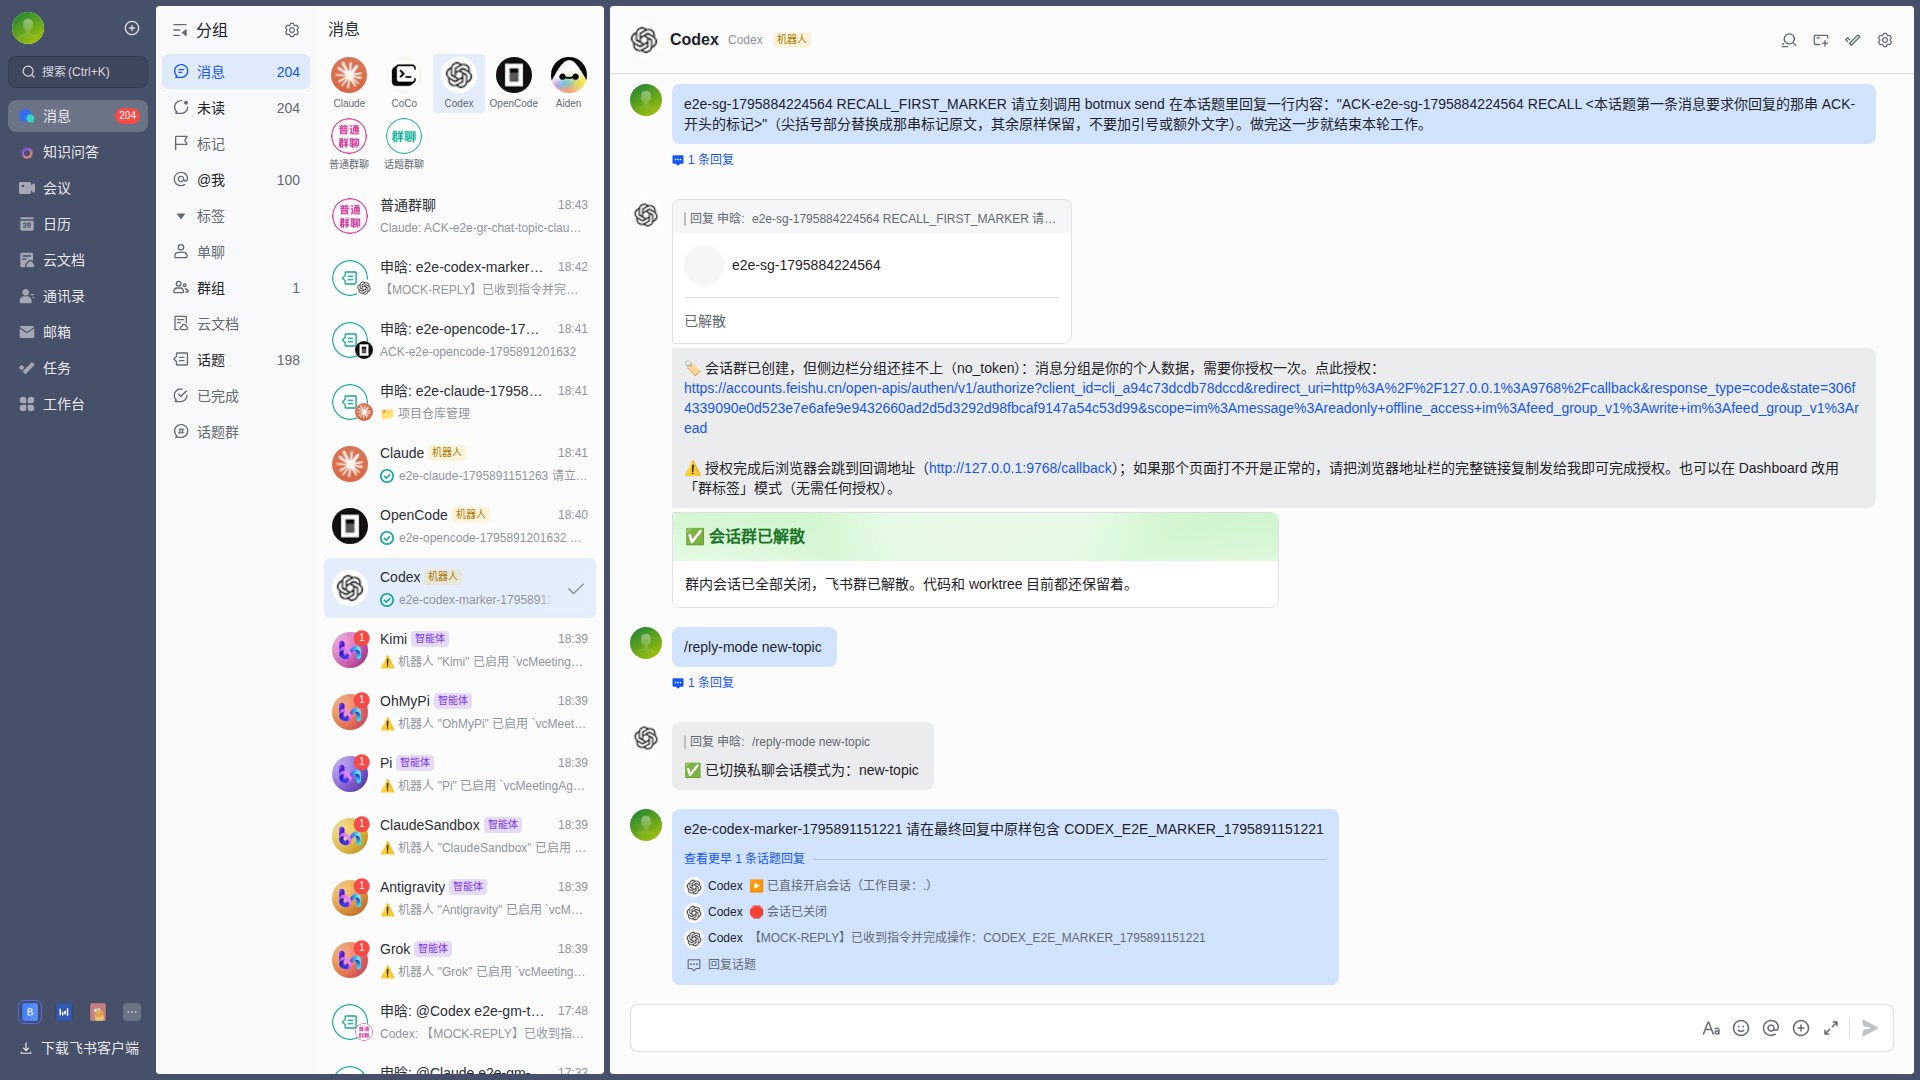 搜索 (Ctrl+K)
消息
204
知识问答
会议
日历
云文档
通讯录
邮箱
任务
工作台
下载飞书客户端
分组
消息 204
未读 204
标记
@我 100
标签
单聊
群组 1
云文档
话题 198
已完成
话题群
消息
Claude
CoCo
Codex
OpenCode
Aiden
普通
群聊
群聊
普通群聊
话题群聊
普通
群聊
普通群聊 18:43
Claude: ACK-e2e-gr-chat-topic-clau…
申晗: e2e-codex-marker… 18:42
【MOCK-REPLY】已收到指令并完…
申晗: e2e-opencode-17… 18:41
ACK-e2e-opencode-1795891201632
申晗: e2e-claude-17958… 18:41
📁 项目仓库管理
Claude 机器人 18:41
e2e-claude-1795891151263 请立…
OpenCode 机器人 18:40
e2e-opencode-1795891201632 …
Codex 机器人
e2e-codex-marker-17958911
1
Kimi 智能体 18:39
⚠️ 机器人 "Kimi" 已启用 `vcMeeting…
1
OhMyPi 智能体 18:39
⚠️ 机器人 "OhMyPi" 已启用 `vcMeet…
1
Pi 智能体 18:39
⚠️ 机器人 "Pi" 已启用 `vcMeetingAg…
1
ClaudeSandbox 智能体 18:39
⚠️ 机器人 "ClaudeSandbox" 已启用 …
1
Antigravity 智能体 18:39
⚠️ 机器人 "Antigravity" 已启用 `vcM…
1
Grok 智能体 18:39
⚠️ 机器人 "Grok" 已启用 `vcMeeting…
申晗: @Codex e2e-gm-t… 17:48
Codex: 【MOCK-REPLY】已收到指…
申晗: @Claude e2e-gm-… 17:33
Codex Codex 机器人
e2e-sg-1795884224564 RECALL_FIRST_MARKER 请立刻调用 botmux send 在本话题里回复一行内容："ACK-e2e-sg-1795884224564 RECALL <本话题第一条消息要求你回复的那串 ACK-
开头的标记>"（尖括号部分替换成那串标记原文，其余原样保留，不要加引号或额外文字）。做完这一步就结束本轮工作。
1 条回复
回复 申晗：e2e-sg-1795884224564 RECALL_FIRST_MARKER 请…
e2e-sg-1795884224564
已解散
🏷️ 会话群已创建，但侧边栏分组还挂不上（no_token）：消息分组是你的个人数据，需要你授权一次。点此授权：
https://accounts.feishu.cn/open-apis/authen/v1/authorize?client_id=cli_a94c73dcdb78dccd&redirect_uri=http%3A%2F%2F127.0.0.1%3A9768%2Fcallback&response_type=code&state=306f
4339090e0d523e7e6afe9e9432660ad2d5d3292d98fbcaf9147a54c53d99&scope=im%3Amessage%3Areadonly+offline_access+im%3Afeed_group_v1%3Awrite+im%3Afeed_group_v1%3Ar
ead
⚠️ 授权完成后浏览器会跳到回调地址（http://127.0.0.1:9768/callback）；如果那个页面打不开是正常的，请把浏览器地址栏的完整链接复制发给我即可完成授权。也可以在 Dashboard 改用
「群标签」模式（无需任何授权）。
✅ 会话群已解散
群内会话已全部关闭，飞书群已解散。代码和 worktree 目前都还保留着。
/reply-mode new-topic
1 条回复
回复 申晗：/reply-mode new-topic
✅ 已切换私聊会话模式为：new-topic
e2e-codex-marker-1795891151221 请在最终回复中原样包含 CODEX_E2E_MARKER_1795891151221
查看更早 1 条话题回复
Codex ▶️ 已直接开启会话（工作目录：.）
Codex 🛑 会话已关闭
Codex 【MOCK-REPLY】已收到指令并完成操作：CODEX_E2E_MARKER_1795891151221
回复话题